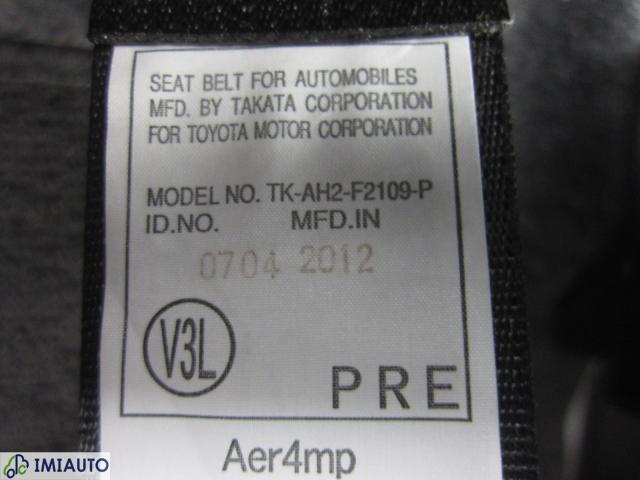 SEAT BELT FOR AUTOMOBILES
MFD. BY TAKATA CORPORATION
FOR TOYOTA MOTOR CORPORATION
MODEL NO. TK-AH2-F2109-P
ID.NO. MFD.IN
0704 2012
V3L
PRE
Aer4mp
IMIAUTO